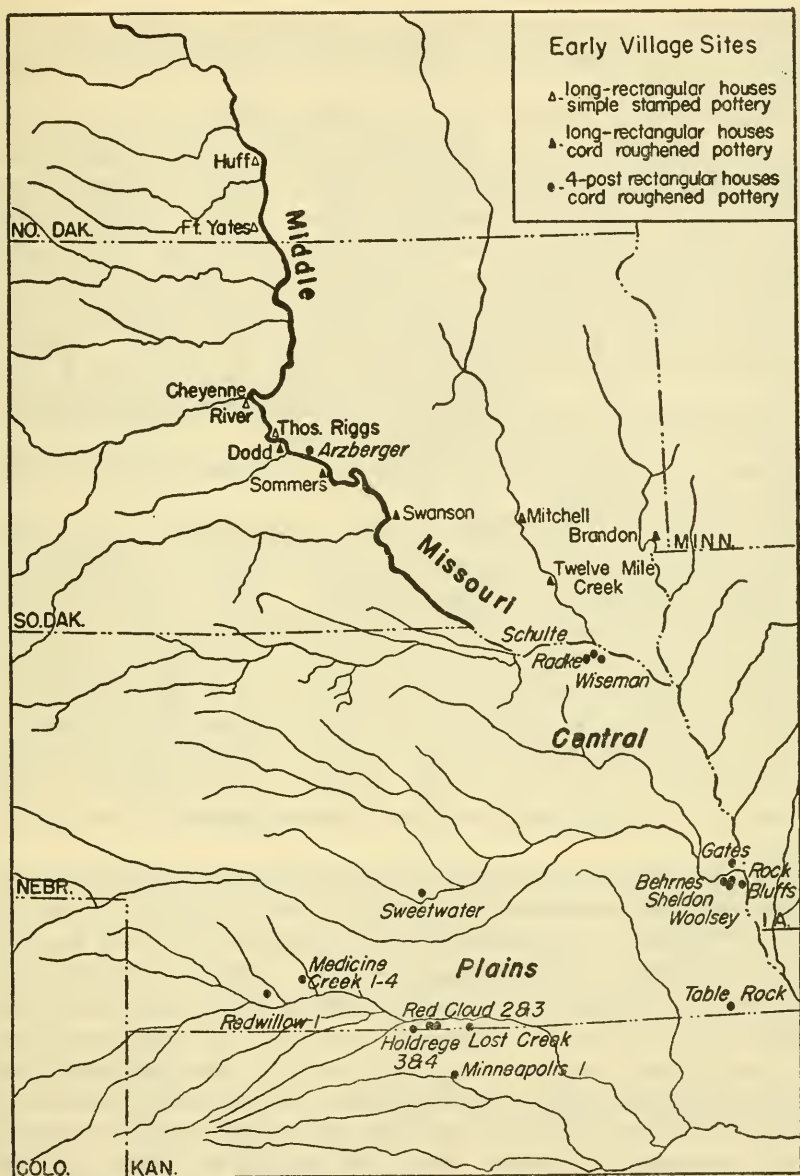 Early Village Sites
long-rectangular houses
simple stamped pottery
long-rectangular houses
cord roughened pottery
4-post rectangular houses
cord roughened pottery
Huff
NO. DAK.
Ft. Yates
Middle
Cheyenne
River
Thos. Riggs
Dodd
Arzberger
Sommers
Swanson
Mitchell
Brandon
MINN.
Missouri
Twelve Mile
Creek
SO. DAK.
Schulte
Radke
Wiseman
Central
Gates
Rock
Bluffs
Behrnes
Sheldon
Woolsey
NEBR.
Sweetwater
IA.
Plains
Medicine
Creek 1-4
Table Rock
Redwillow 1
Red Cloud 2&3
Holdrege
3&4
Lost Creek
Minneapolis 1
COLO.
KAN.